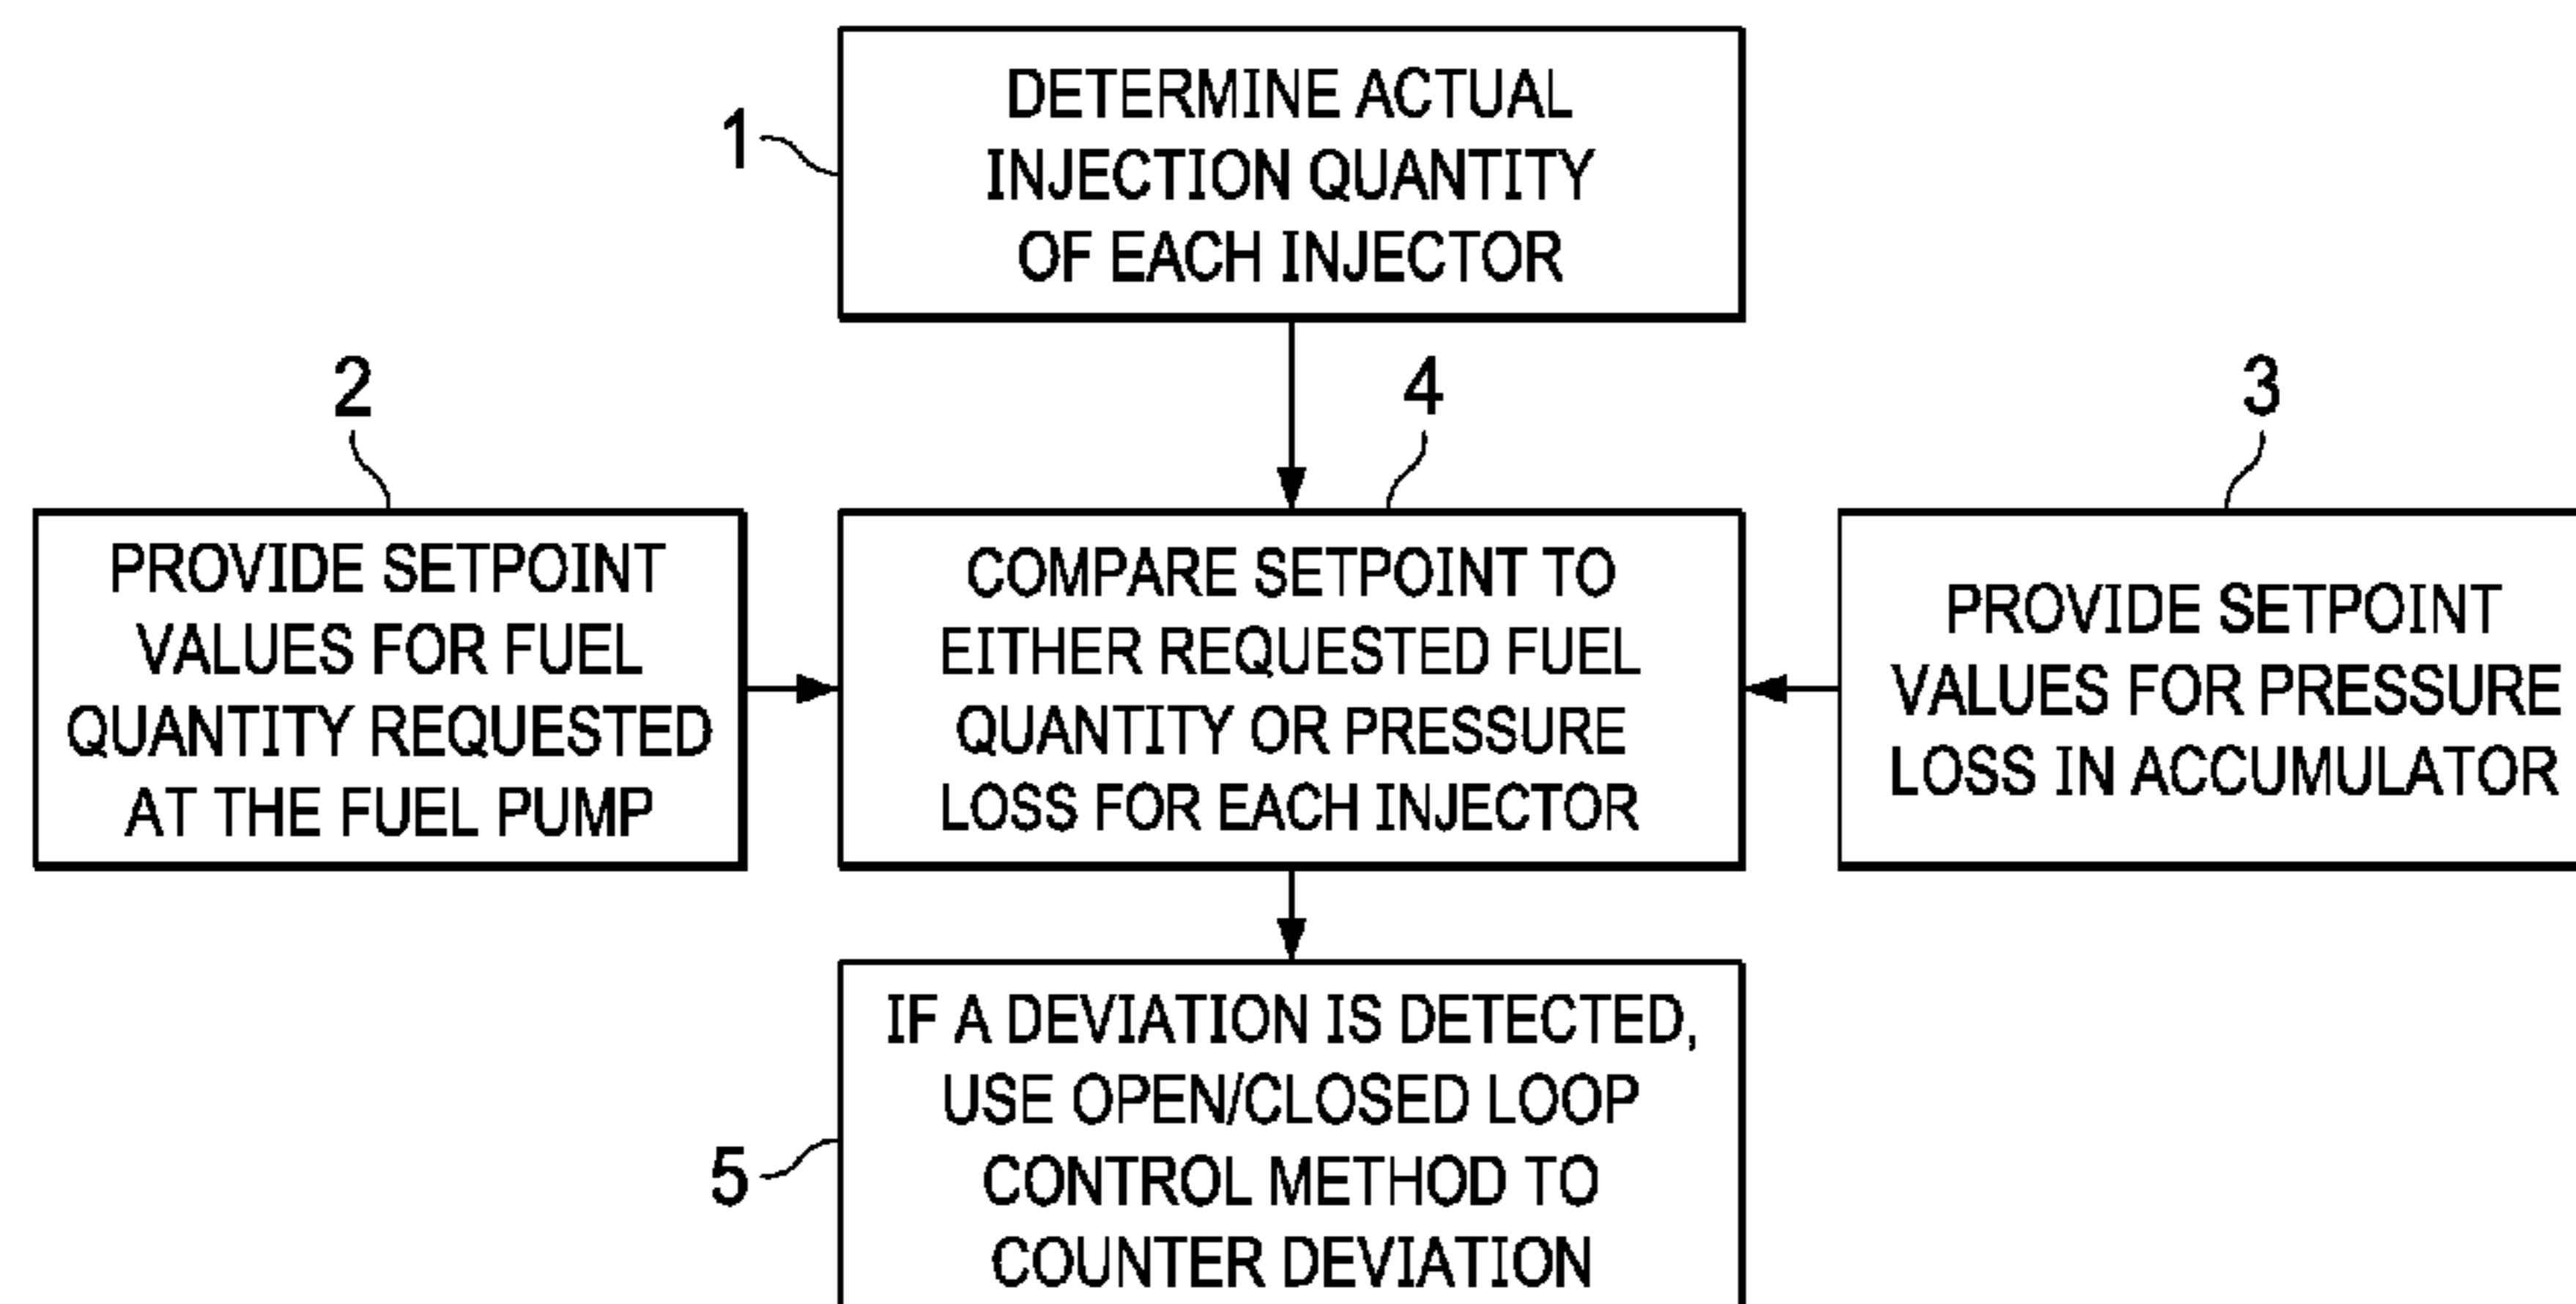 1
DETERMINE ACTUAL
INJECTION QUANTITY
OF EACH INJECTOR
2
PROVIDE SETPOINT
VALUES FOR FUEL
QUANTITY REQUESTED
AT THE FUEL PUMP
4
COMPARE SETPOINT TO
EITHER REQUESTED FUEL
QUANTITY OR PRESSURE
LOSS FOR EACH INJECTOR
3
PROVIDE SETPOINT
VALUES FOR PRESSURE
LOSS IN ACCUMULATOR
5
IF A DEVIATION IS DETECTED,
USE OPEN/CLOSED LOOP
CONTROL METHOD TO
COUNTER DEVIATION